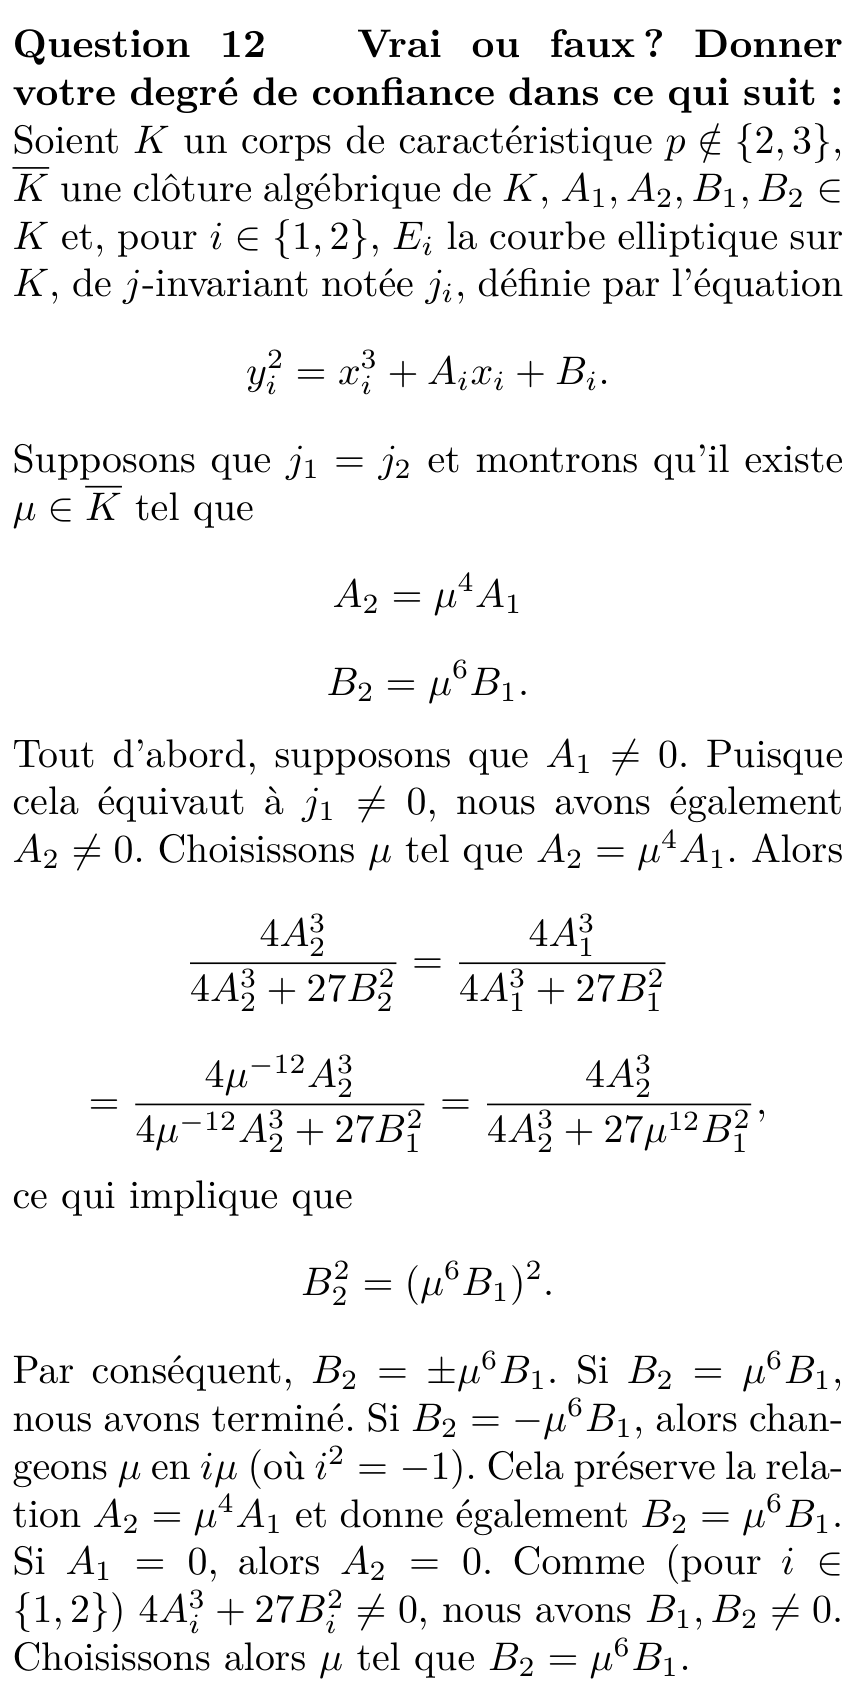 Question 12 Vrai ou faux ? Donner
votre degré de confiance dans ce qui suit :
Soient $K$ un corps de caractéristique $p \notin \{2, 3\}$,
$\overline{K}$ une clôture algébrique de $K$, $A_1, A_2, B_1, B_2 \in$
$K$ et, pour $i \in \{1, 2\}$, $E_i$ la courbe elliptique sur
$K$, de $j$-invariant notée $j_i$, définie par l'équation
$y_i^2 = x_i^3 + A_i x_i + B_i.$
Supposons que $j_1 = j_2$ et montrons qu'il existe
$\mu \in \overline{K}$ tel que
$A_2 = \mu^4 A_1$
$B_2 = \mu^6 B_1.$
Tout d'abord, supposons que $A_1 \neq 0$. Puisque
cela équivaut à $j_1 \neq 0$, nous avons également
$A_2 \neq 0$. Choisissons $\mu$ tel que $A_2 = \mu^4 A_1$. Alors
$\frac{4A_2^3}{4A_2^3 + 27B_2^2} = \frac{4A_1^3}{4A_1^3 + 27B_1^2}$
$= \frac{4\mu^{-12}A_2^3}{4\mu^{-12}A_2^3 + 27B_1^2} = \frac{4A_2^3}{4A_2^3 + 27\mu^{12}B_1^2},$
ce qui implique que
$B_2^2 = (\mu^6 B_1)^2.$
Par conséquent, $B_2 = \pm\mu^6 B_1$. Si $B_2 = \mu^6 B_1$,
nous avons terminé. Si $B_2 = -\mu^6 B_1$, alors chan-
geons $\mu$ en $i\mu$ (où $i^2 = -1$). Cela préserve la rela-
tion $A_2 = \mu^4 A_1$ et donne également $B_2 = \mu^6 B_1$.
Si $A_1 = 0$, alors $A_2 = 0$. Comme (pour $i \in$
$\{1, 2\}$) $4A_i^3 + 27B_i^2 \neq 0$, nous avons $B_1, B_2 \neq 0$.
Choisissons alors $\mu$ tel que $B_2 = \mu^6 B_1$.